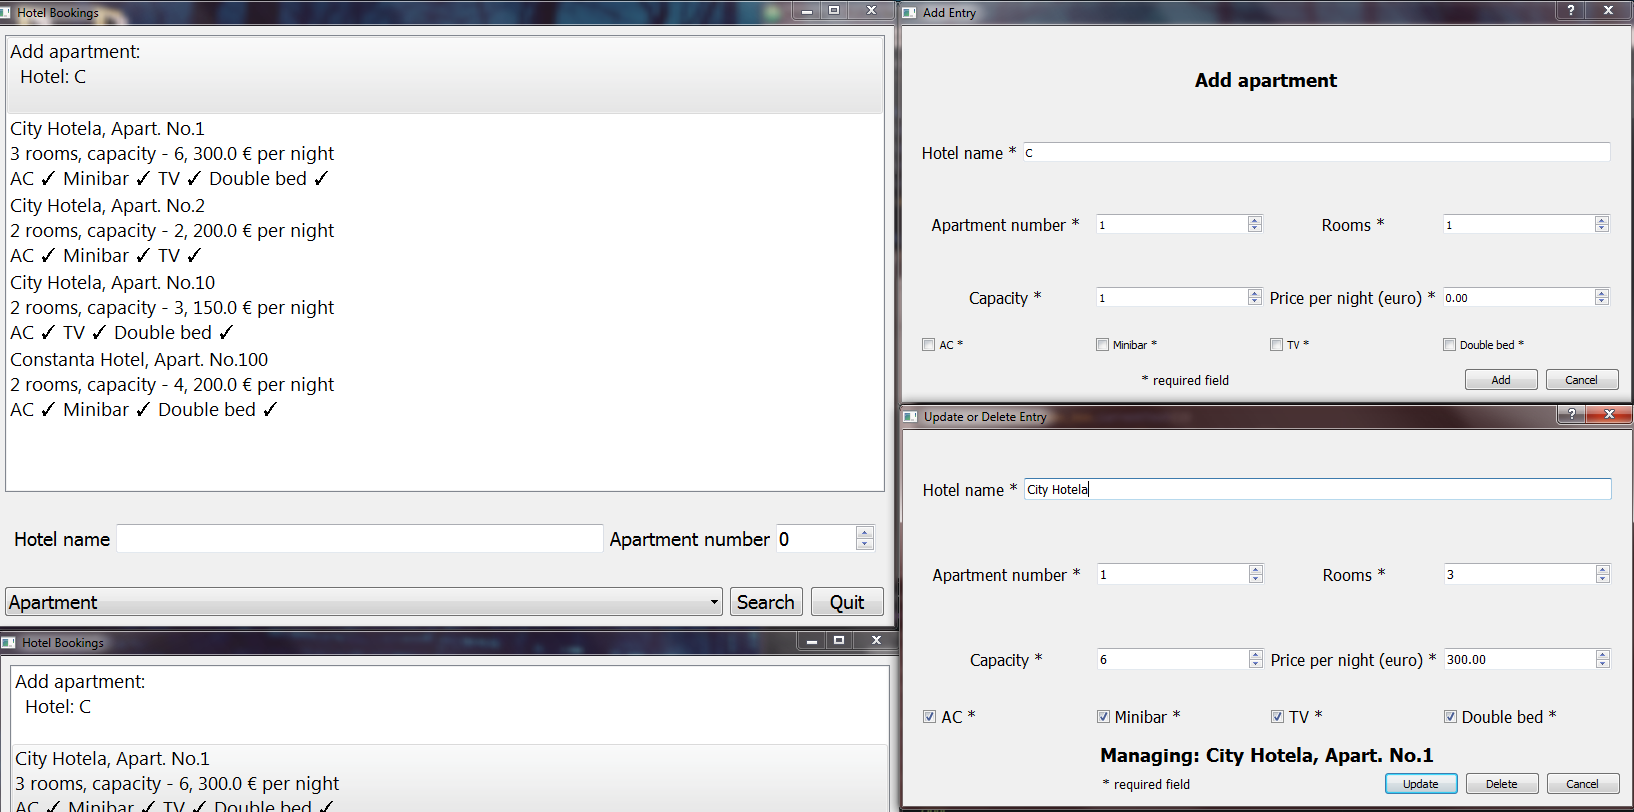 Hotel Bookings
Add apartment:
Hotel: C
City Hotela, Apart. No.1
3 rooms, capacity - 6, 300.0 € per night
AC ✓ Minibar ✓ TV ✓ Double bed ✓
City Hotela, Apart. No.2
2 rooms, capacity - 2, 200.0 € per night
AC ✓ Minibar ✓ TV ✓
City Hotela, Apart. No.10
2 rooms, capacity - 3, 150.0 € per night
AC ✓ TV ✓ Double bed ✓
Constanta Hotel, Apart. No.100
2 rooms, capacity - 4, 200.0 € per night
AC ✓ Minibar ✓ Double bed ✓
Hotel name Apartment number 0
Apartment Search Quit
Hotel Bookings
Add apartment:
Hotel: C
City Hotela, Apart. No.1
3 rooms, capacity - 6, 300.0 € per night
AC ✓ Minibar ✓ TV ✓ Double bed ✓
Add Entry
Add apartment
Hotel name * C
Apartment number * 1 Rooms * 1
Capacity * 1 Price per night (euro) * 0.00
AC * Minibar * TV * Double bed *
* required field Add Cancel
Update or Delete Entry
Hotel name * City Hotela
Apartment number * 1 Rooms * 3
Capacity * 6 Price per night (euro) * 300.00
AC * Minibar * TV * Double bed *
Managing: City Hotela, Apart. No.1
* required field Update Delete Cancel